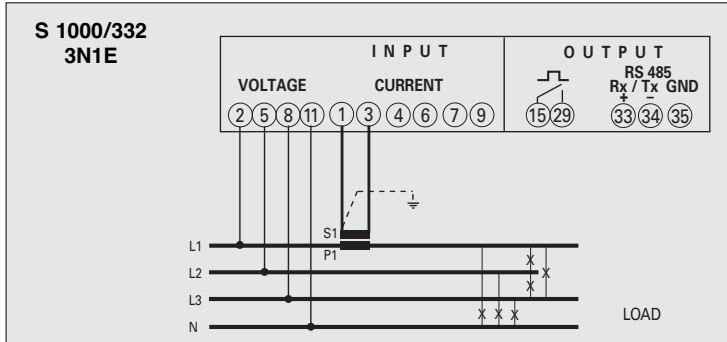 S 1000/332
3N1E
INPUT
OUTPUT
VOLTAGE
CURRENT
RS 485
Rx / Tx GND
+ −
2 5 8 11 1 3 4 6 7 9
15 29 33 34 35
S1
P1
L1
L2
L3
N
X
X
X
X X X
LOAD